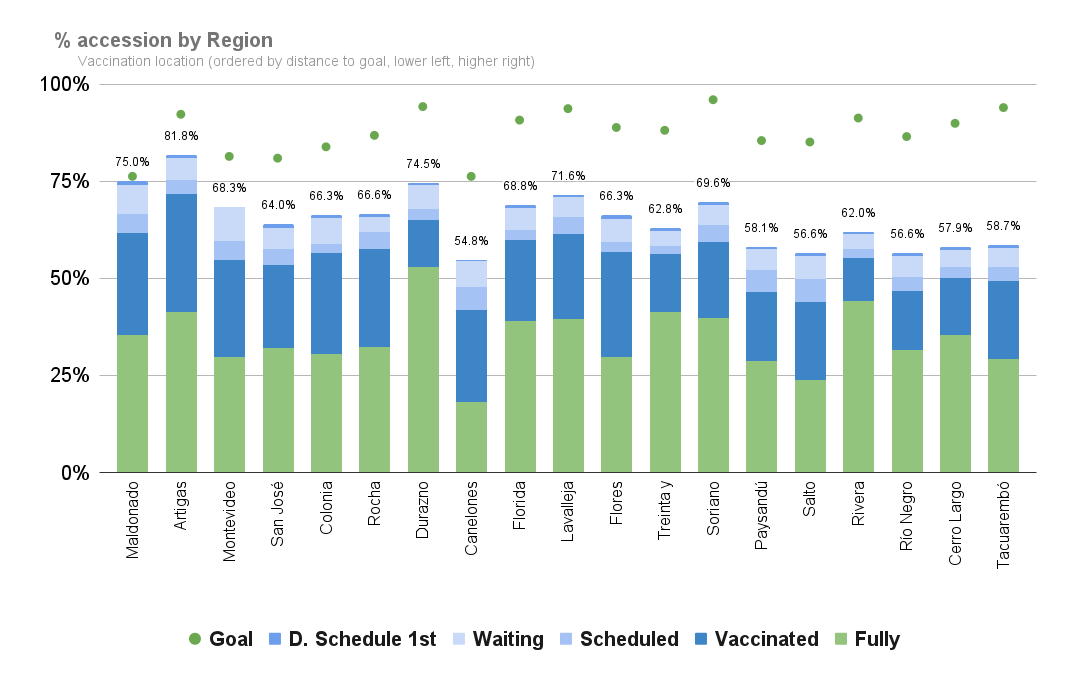 % accession by Region
Vaccination location (ordered by distance to goal, lower left, higher right)
100%
75%
50%
25%
0%
75.0%
81.8%
68.3%
64.0%
66.3%
66.6%
74.5%
54.8%
68.8%
71.6%
66.3%
62.8%
69.6%
58.1%
56.6%
62.0%
56.6%
57.9%
58.7%
Maldonado
Artigas
Montevideo
San José
Colonia
Rocha
Durazno
Canelones
Florida
Lavalleja
Flores
Treinta y
Soriano
Paysandú
Salto
Rivera
Río Negro
Cerro Largo
Tacuarembó
Goal D. Schedule 1st Waiting Scheduled Vaccinated Fully